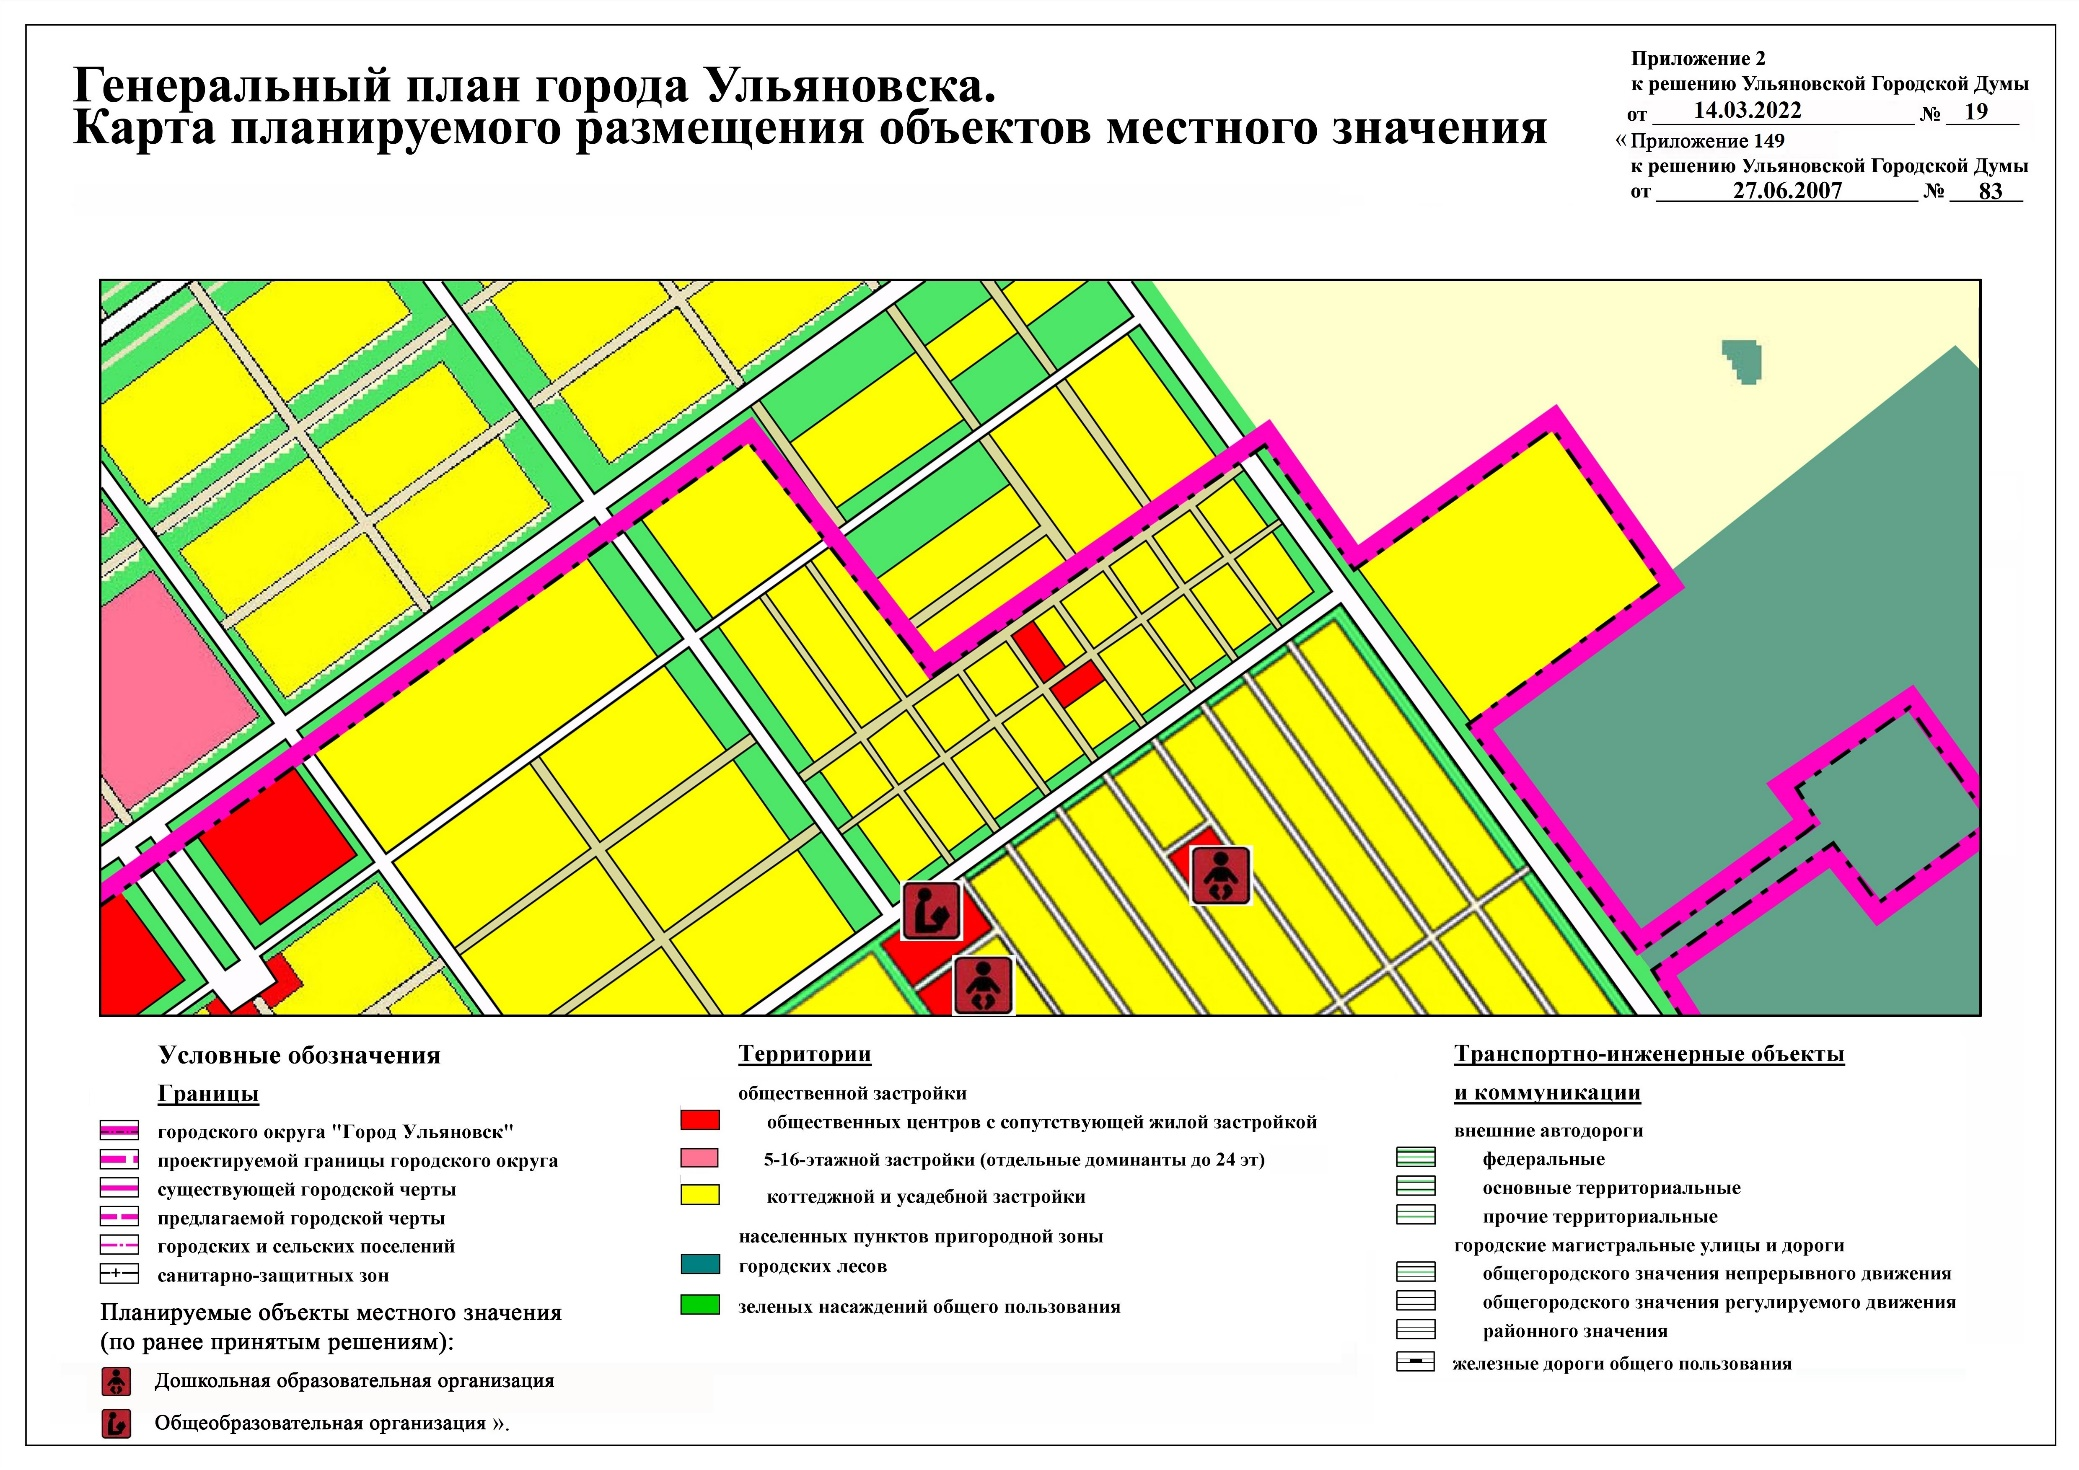 Генеральный план города Ульяновска.
Карта планируемого размещения объектов местного значения
Приложение 2
к решению Ульяновской Городской Думы
от 14.03.2022 № 19
« Приложение 149
к решению Ульяновской Городской Думы
от 27.06.2007 № 83
Условные обозначения
Границы
городского округа "Город Ульяновск"
проектируемой границы городского округа
существующей городской черты
предлагаемой городской черты
городских и сельских поселений
санитарно-защитных зон
Планируемые объекты местного значения
(по ранее принятым решениям):
Дошкольная образовательная организация
Общеобразовательная организация ».
Территории
общественной застройки
общественных центров с сопутствующей жилой застройкой
5-16-этажной застройки (отдельные доминанты до 24 эт)
коттеджной и усадебной застройки
населенных пунктов пригородной зоны
городских лесов
зеленых насаждений общего пользования
Транспортно-инженерные объекты
и коммуникации
внешние автодороги
федеральные
основные территориальные
прочие территориальные
городские магистральные улицы и дороги
общегородского значения непрерывного движения
общегородского значения регулируемого движения
районного значения
железные дороги общего пользования